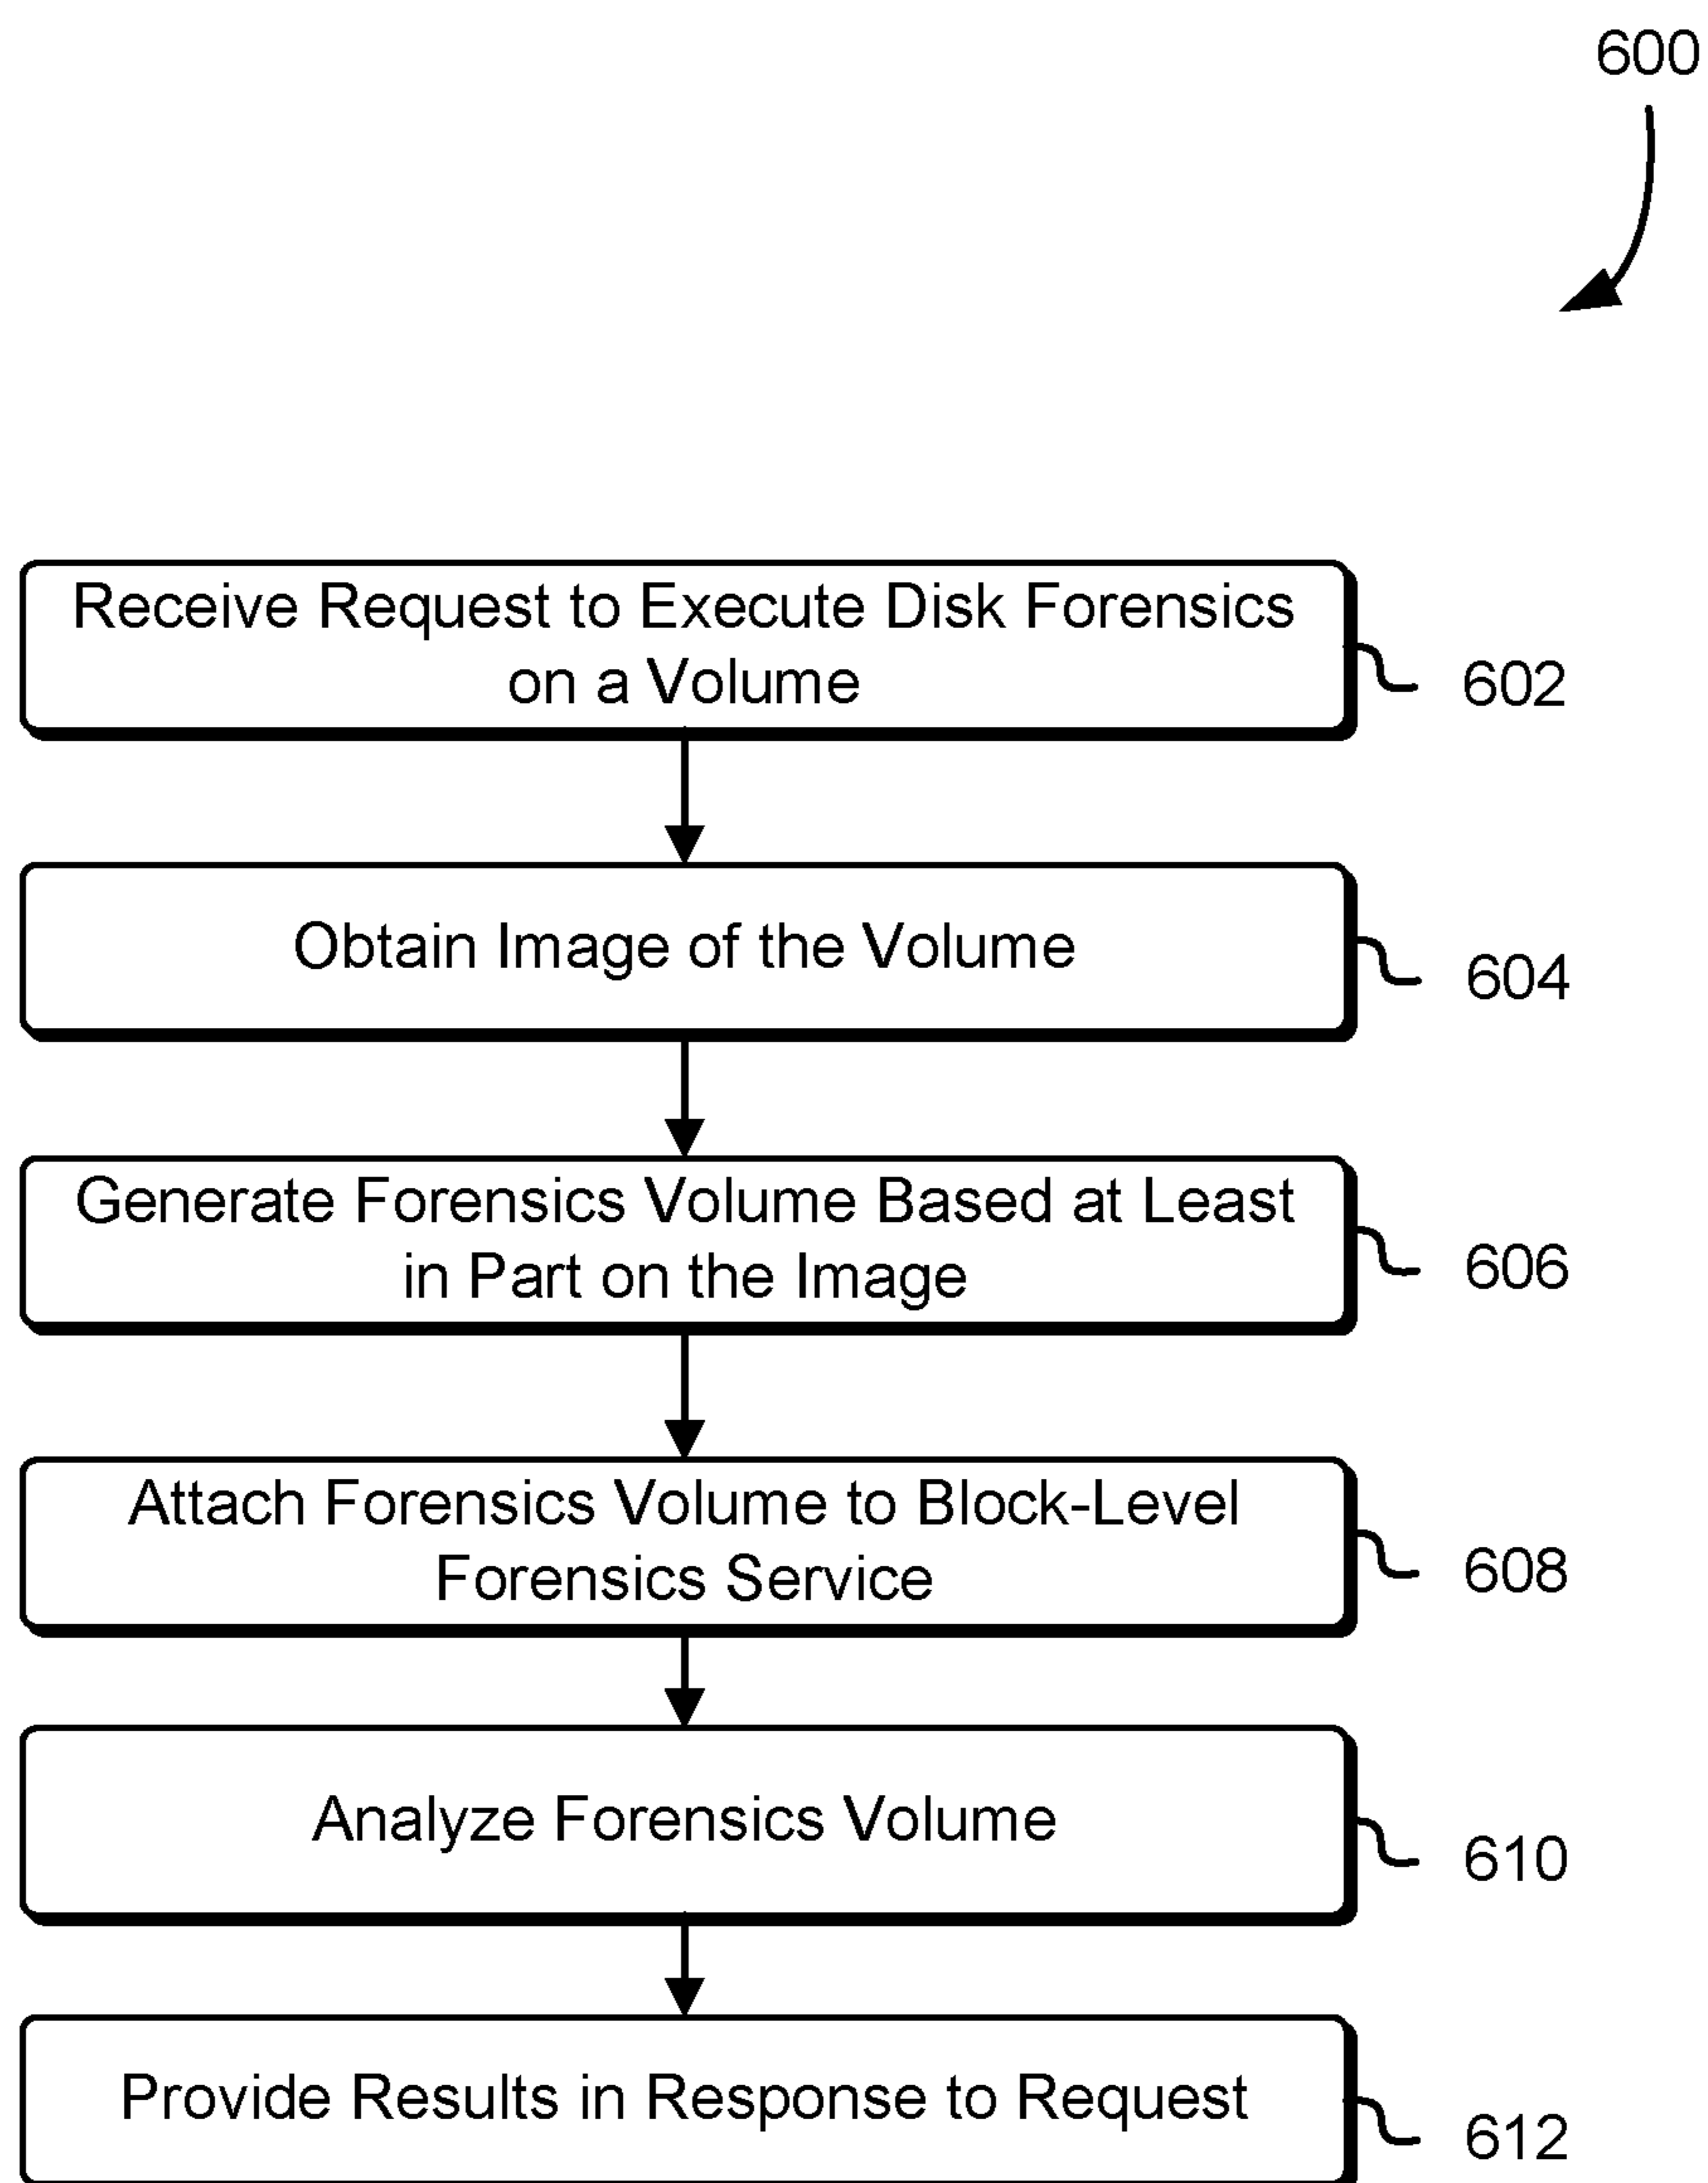 600
Receive Request to Execute Disk Forensics
on a Volume
602
Obtain Image of the Volume
604
Generate Forensics Volume Based at Least
in Part on the Image
606
Attach Forensics Volume to Block-Level
Forensics Service
608
Analyze Forensics Volume
610
Provide Results in Response to Request
612